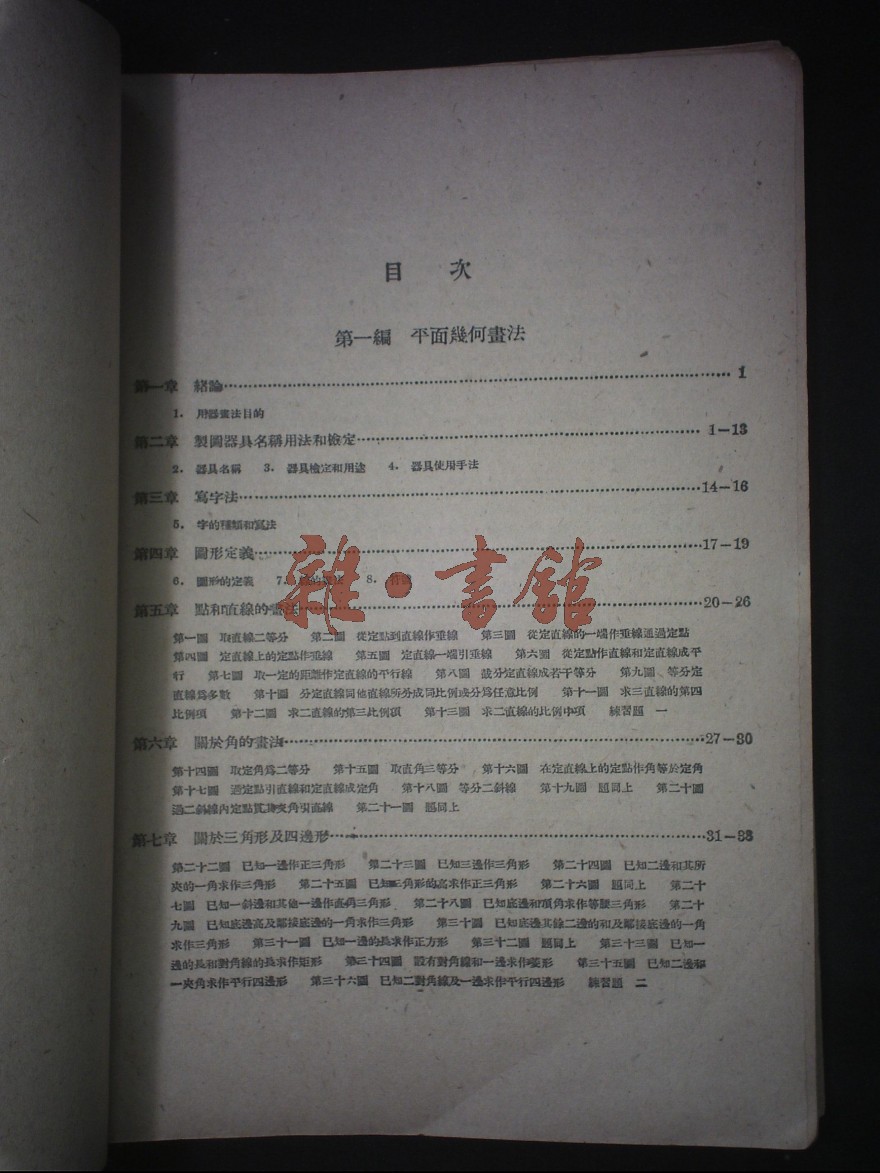 目 次
第一編 平面幾何畫法
第一章 緒論 1
1. 用器畫法目的
第二章 製圖器具名稱用法和檢定 1-13
2. 器具名稱 3. 器具檢定和用途 4. 器具使用手法
第三章 寫字法 14-16
5. 字的種類和寫法
第四章 圖形定義 17-19
6. 圖形的定義 7. 8.
雜·書館
第五章 點和直線的畫法 20-26
第一圖 取直線二等分 第二圖 從定點到直線作垂線 第三圖 從定直線的一端作垂線通過定點
第四圖 定直線上的定點作垂線 第五圖 定直線一端引垂線 第六圖 從定點作直線和定直線成平
行 第七圖 取一定的距離作定直線的平行線 第八圖 截分定直線成若干等分 第九圖 等分定
直線爲多數 第十圖 分定直線同他直線所分成同比例或分爲任意比例 第十一圖 求三直線的第四
比例項 第十二圖 求二直線的第三比例項 第十三圖 求二直線的比例中項 練習題 一
第六章 關於角的畫法 27-30
第十四圖 取定角爲二等分 第十五圖 取直角三等分 第十六圖 在定直線上的定點作角等於定角
第十七圖 過定點引直線和定直線成定角 第十八圖 等分二斜線 第十九圖 題同上 第二十圖
過二斜線內定點貫其夾角引直線 第二十一圖 題同上
第七章 關於三角形及四邊形 31-38
第二十二圖 已知一邊作正三角形 第二十三圖 已知三邊作三角形 第二十四圖 已知二邊和其所
夾的一角求作三角形 第二十五圖 已知三角形的高求作正三角形 第二十六圖 題同上 第二十
七圖 已知一斜邊和其他一邊作直角三角形 第二十八圖 已知底邊和頂角求作等腰三角形 第二十
九圖 已知底邊高及鄰接底邊的一角求作三角形 第三十圖 已知底邊其餘二邊的和及鄰接底邊的一角
求作三角形 第三十一圖 已知一邊的長求作正方形 第三十二圖 題同上 第三十三圖 已知一
邊的長和對角線的長求作矩形 第三十四圖 設有對角線和一邊求作菱形 第三十五圖 已知二邊和
一夾角求作平行四邊形 第三十六圖 已知二對角線及一邊求作平行四邊形 練習題 二